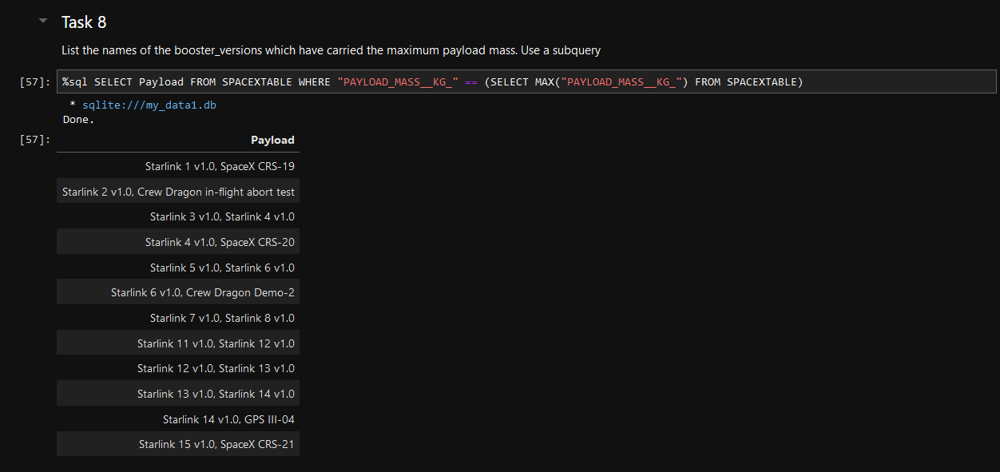 Task 8
List the names of the booster_versions which have carried the maximum payload mass. Use a subquery
[57]: %sql SELECT Payload FROM SPACEXTABLE WHERE "PAYLOAD_MASS__KG_" == (SELECT MAX("PAYLOAD_MASS__KG_") FROM SPACEXTABLE)
* sqlite:///my_data1.db
Done.
[57]: Payload
Starlink 1 v1.0, SpaceX CRS-19
Starlink 2 v1.0, Crew Dragon in-flight abort test
Starlink 3 v1.0, Starlink 4 v1.0
Starlink 4 v1.0, SpaceX CRS-20
Starlink 5 v1.0, Starlink 6 v1.0
Starlink 6 v1.0, Crew Dragon Demo-2
Starlink 7 v1.0, Starlink 8 v1.0
Starlink 11 v1.0, Starlink 12 v1.0
Starlink 12 v1.0, Starlink 13 v1.0
Starlink 13 v1.0, Starlink 14 v1.0
Starlink 14 v1.0, GPS III-04
Starlink 15 v1.0, SpaceX CRS-21